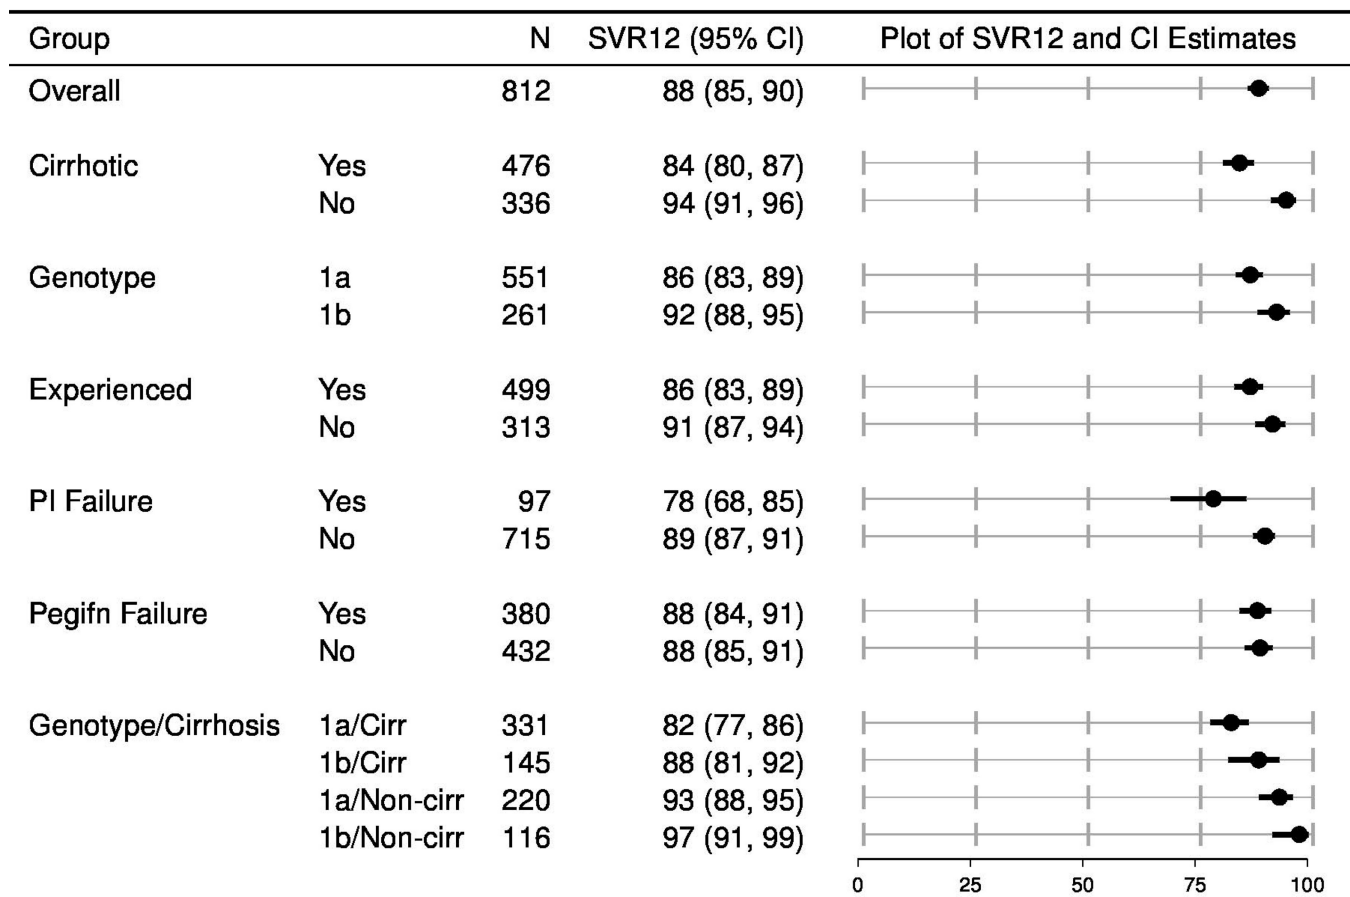 Group N SVR12 (95% CI) Plot of SVR12 and CI Estimates
Overall 812 88 (85, 90)
Cirrhotic Yes 476 84 (80, 87)
No 336 94 (91, 96)
Genotype 1a 551 86 (83, 89)
1b 261 92 (88, 95)
Experienced Yes 499 86 (83, 89)
No 313 91 (87, 94)
PI Failure Yes 97 78 (68, 85)
No 715 89 (87, 91)
Pegifn Failure Yes 380 88 (84, 91)
No 432 88 (85, 91)
Genotype/Cirrhosis 1a/Cirr 331 82 (77, 86)
1b/Cirr 145 88 (81, 92)
1a/Non-cirr 220 93 (88, 95)
1b/Non-cirr 116 97 (91, 99)
0 25 50 75 100